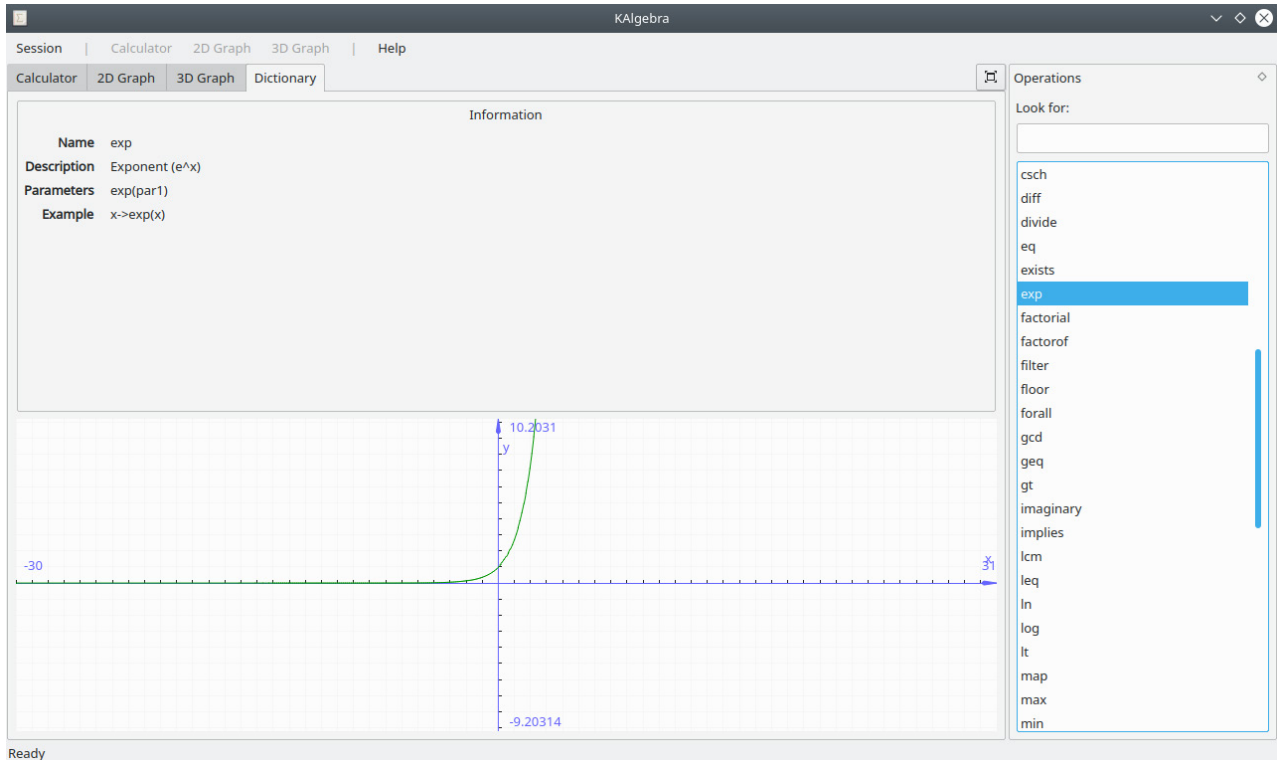 KAlgebra
Session | Calculator 2D Graph 3D Graph | Help
Calculator 2D Graph 3D Graph Dictionary
Information
Name exp
Description Exponent (e^x)
Parameters exp(par1)
Example x->exp(x)
10.2031
y
-30
x
31
-9.20314
Operations
Look for:
csch
diff
divide
eq
exists
exp
factorial
factorof
filter
floor
forall
gcd
geq
gt
imaginary
implies
lcm
leq
ln
log
lt
map
max
min
Ready